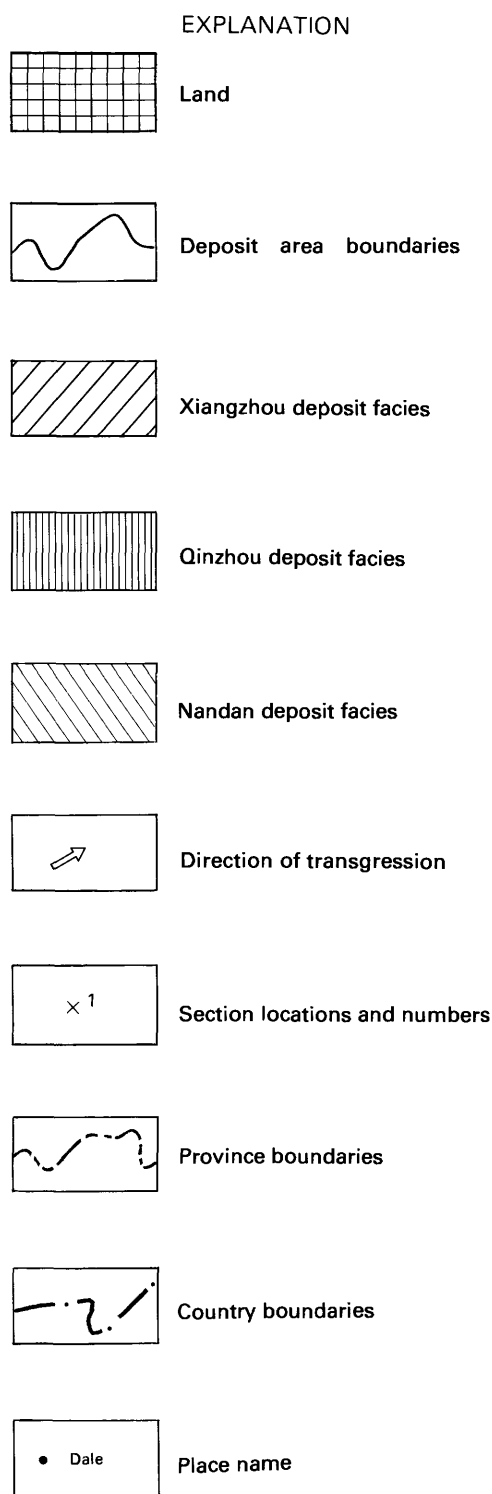 EXPLANATION
Land
Deposit area boundaries
Xiangzhou deposit facies
Qinzhou deposit facies
Nandan deposit facies
Direction of transgression
× 1
Section locations and numbers
Province boundaries
Country boundaries
• Dale
Place name